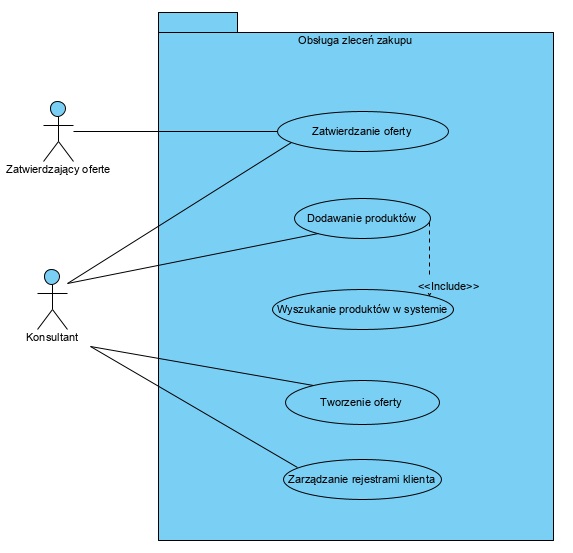 Obsługa zleceń zakupu
Zatwierdzanie oferty
Zatwierdzający oferte
Dodawanie produktów
<<Include>>
Wyszukanie produktów w systemie
Konsultant
Tworzenie oferty
Zarządzanie rejestrami klienta